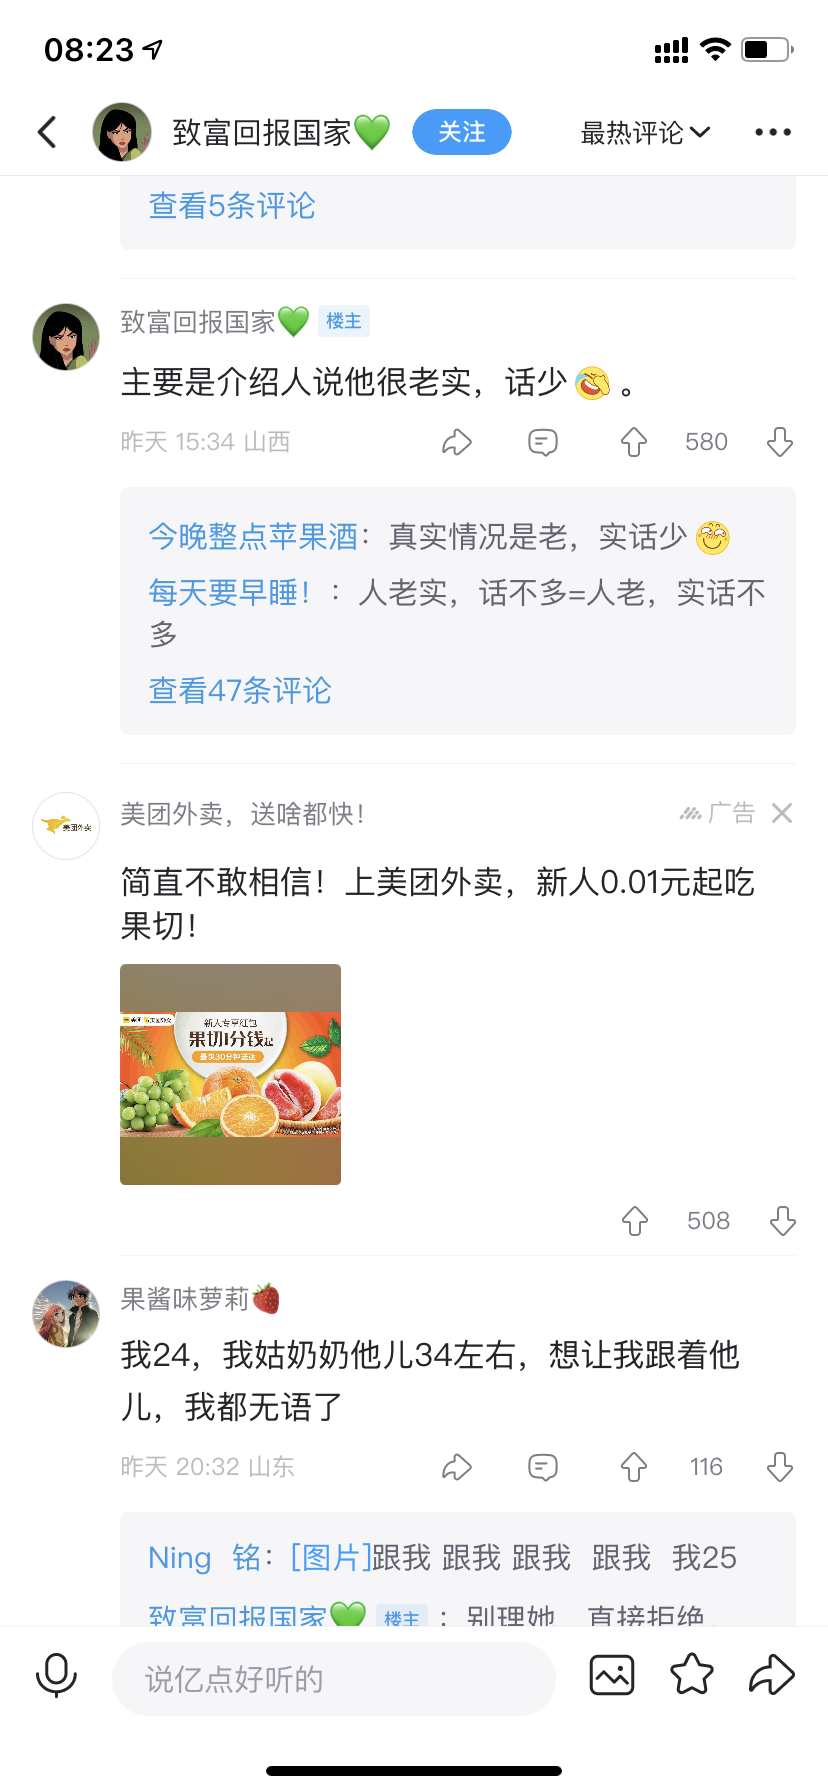 08:23
致富回报国家💚 关注 最热评论
查看5条评论
致富回报国家💚 楼主
主要是介绍人说他很老实，话少🤣。
昨天 15:34 山西 580
今晚整点苹果酒：真实情况是老，实话少
每天要早睡！：人老实，话不多=人老，实话不
多
查看47条评论
美团外卖
美团外卖，送啥都快！ 广告
简直不敢相信！上美团外卖，新人0.01元起吃
果切！
新人专享红包
果切1分钱起
最快30分钟送达
508
果酱味萝莉🍓
我24，我姑奶奶他儿34左右，想让我跟着他
儿，我都无语了
昨天 20:32 山东 116
Ning 铭：[图片]跟我 跟我 跟我 跟我 我25
致富回报国家💚 楼主 ：别理她 直接拒绝
说亿点好听的